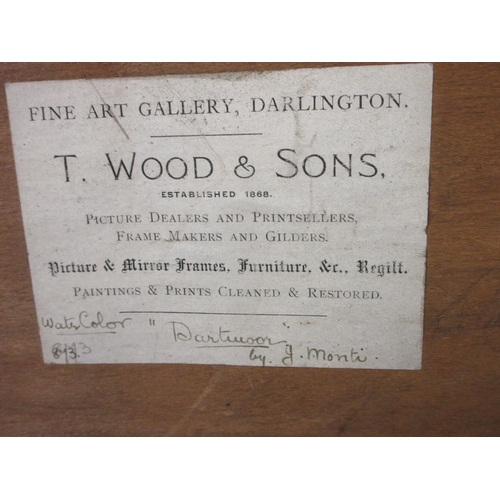 FINE ART GALLERY, DARLINGTON.
T. WOOD & SONS,
ESTABLISHED 1868.
PICTURE DEALERS AND PRINTSELLERS,
FRAME MAKERS AND GILDERS.
Picture & Mirror Frames, Furniture, &c., Regilt.
PAINTINGS & PRINTS CLEANED & RESTORED.
Water Color "Dartmoor"
by J. Monti.